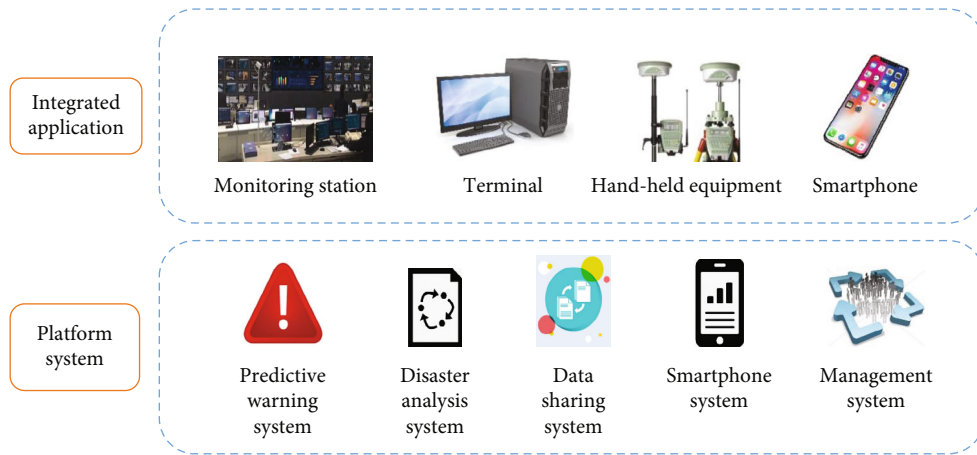 Integrated
application
Monitoring station
Terminal
Hand-held equipment
Smartphone
Platform
system
Predictive
warning
system
Disaster
analysis
system
Data
sharing
system
Smartphone
system
Management
system